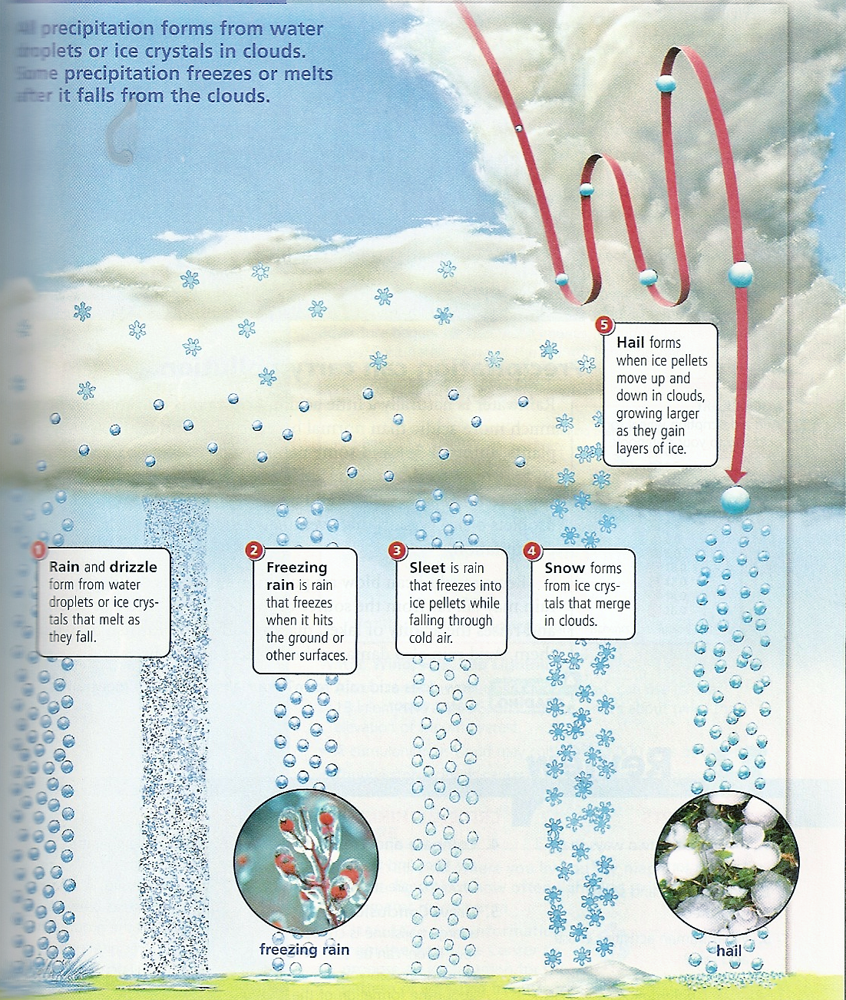 All precipitation forms from water
droplets or ice crystals in clouds.
Some precipitation freezes or melts
after it falls from the clouds.
5
Hail forms
when ice pellets
move up and
down in clouds,
growing larger
as they gain
layers of ice.
1
Rain and drizzle
form from water
droplets or ice crys-
tals that melt as
they fall.
2
Freezing
rain is rain
that freezes
when it hits
the ground or
other surfaces.
3
Sleet is rain
that freezes into
ice pellets while
falling through
cold air.
4
Snow forms
from ice crys-
tals that merge
in clouds.
freezing rain
hail